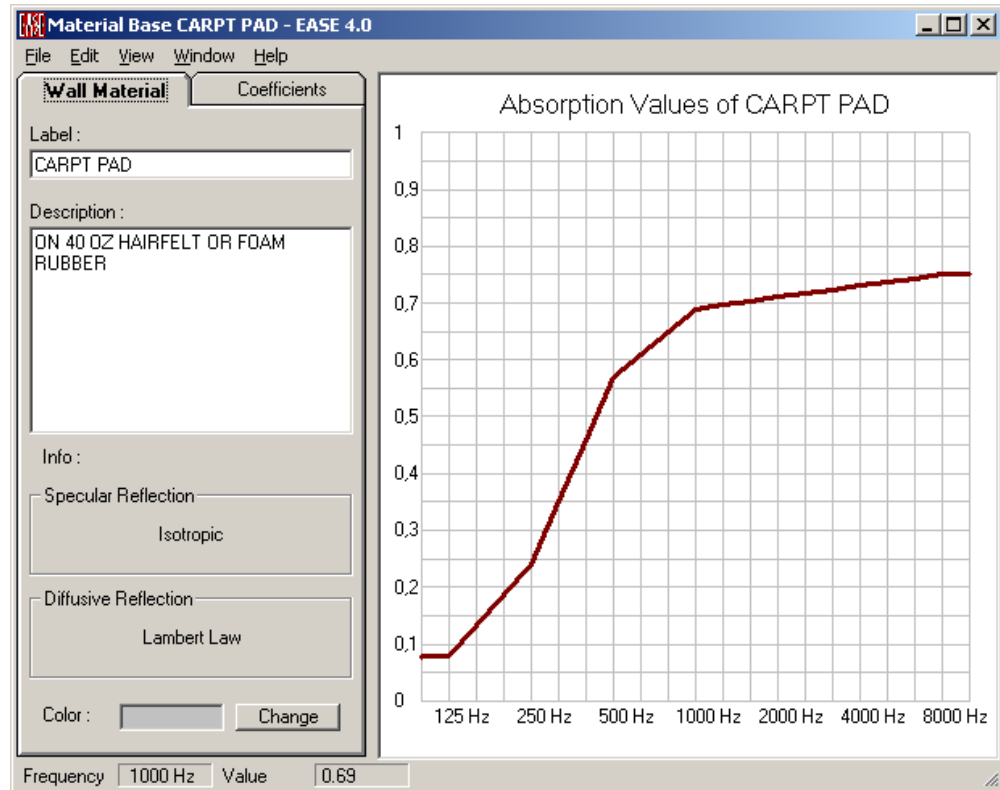 EASE Material Base CARPT PAD - EASE 4.0
File Edit View Window Help
Wall Material Coefficients
Label :
CARPT PAD
Description :
ON 40 OZ HAIRFELT OR FOAM
RUBBER
Info :
Specular Reflection
Isotropic
Diffusive Reflection
Lambert Law
Color : Change
Absorption Values of CARPT PAD
1
0,9
0,8
0,7
0,6
0,5
0,4
0,3
0,2
0,1
0
125 Hz 250 Hz 500 Hz 1000 Hz 2000 Hz 4000 Hz 8000 Hz
Frequency 1000 Hz Value 0.69